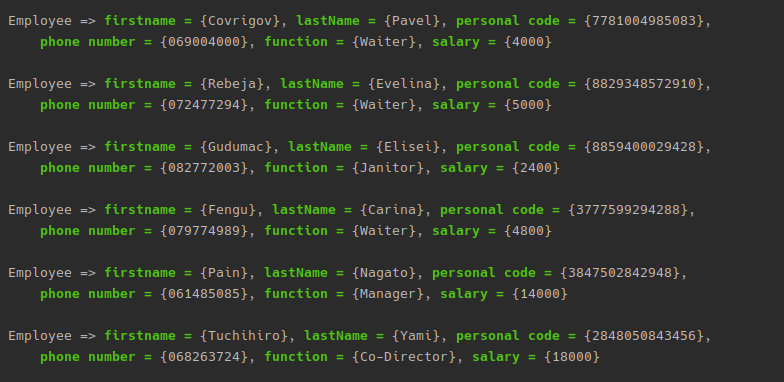 Employee => firstname = {Covrigov}, lastName = {Pavel}, personal code = {7781004985083},
phone number = {069004000}, function = {Waiter}, salary = {4000}
Employee => firstname = {Rebeja}, lastName = {Evelina}, personal code = {8829348572910},
phone number = {072477294}, function = {Waiter}, salary = {5000}
Employee => firstname = {Gudumac}, lastName = {Elisei}, personal code = {8859400029428},
phone number = {082772003}, function = {Janitor}, salary = {2400}
Employee => firstname = {Fengu}, lastName = {Carina}, personal code = {3777599294288},
phone number = {079774989}, function = {Waiter}, salary = {4800}
Employee => firstname = {Pain}, lastName = {Nagato}, personal code = {3847502842948},
phone number = {061485085}, function = {Manager}, salary = {14000}
Employee => firstname = {Tuchihiro}, lastName = {Yami}, personal code = {2848050843456},
phone number = {068263724}, function = {Co-Director}, salary = {18000}